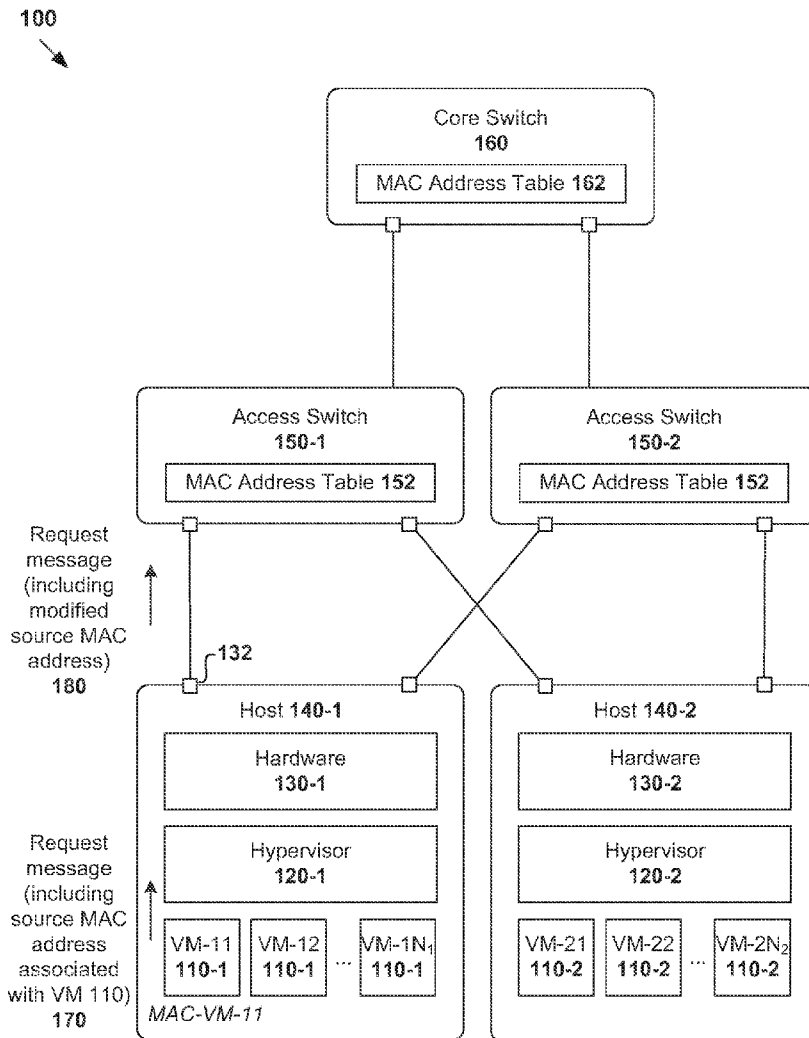 100
Core Switch
160
MAC Address Table 162
Access Switch
150-1
MAC Address Table 152
Access Switch
150-2
MAC Address Table 152
Request
message
(including
modified
source MAC
address)
180
132
Host 140-1
Hardware
130-1
Hypervisor
120-1
VM-11
110-1
VM-12
110-1
...
VM-1N₁
110-1
MAC-VM-11
Host 140-2
Hardware
130-2
Hypervisor
120-2
VM-21
110-2
VM-22
110-2
...
VM-2N₂
110-2
Request
message
(including
source MAC
address
associated
with VM 110)
170